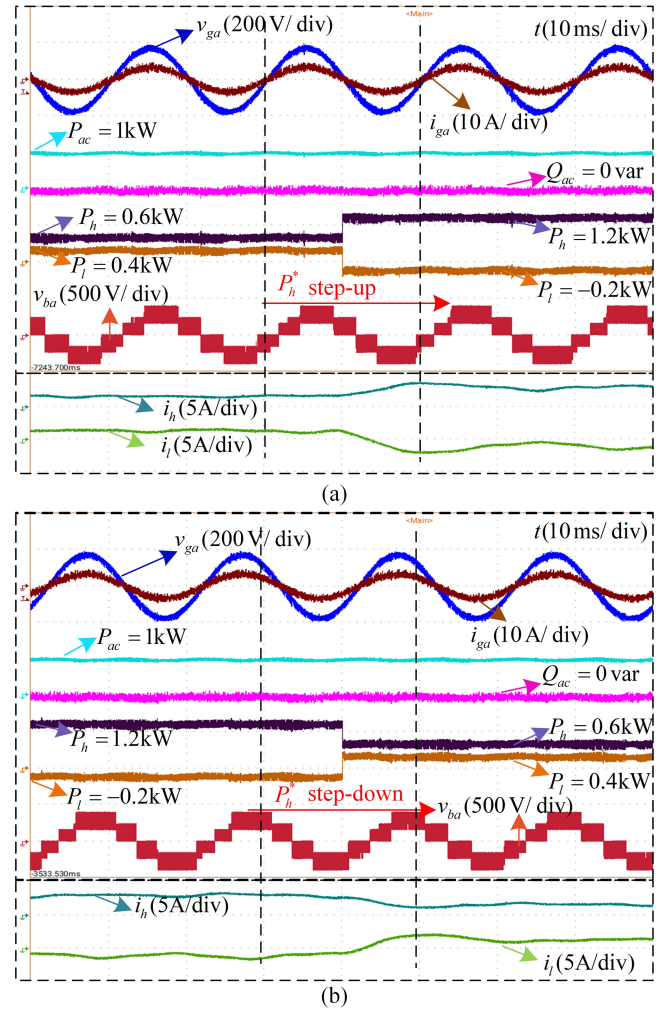 <Main>
v_ga (200 V/ div)
t(10 ms/ div)
i_ga (10 A/ div)
P_ac = 1kW
Q_ac = 0 var
P_h = 0.6kW
P_h = 1.2kW
P_l = 0.4kW
P_l = −0.2kW
v_ba (500 V/ div)
P_h^* step-up
-7243.700ms
i_h (5A/div)
i_l (5A/div)
(a)
<Main>
v_ga (200 V/ div)
t(10 ms/ div)
i_ga (10 A/ div)
P_ac = 1kW
Q_ac = 0 var
P_h = 1.2kW
P_h = 0.6kW
P_l = 0.4kW
P_l = −0.2kW
P_h^* step-down
v_ba (500 V/ div)
-3533.530ms
i_h (5A/div)
i_l (5A/div)
(b)